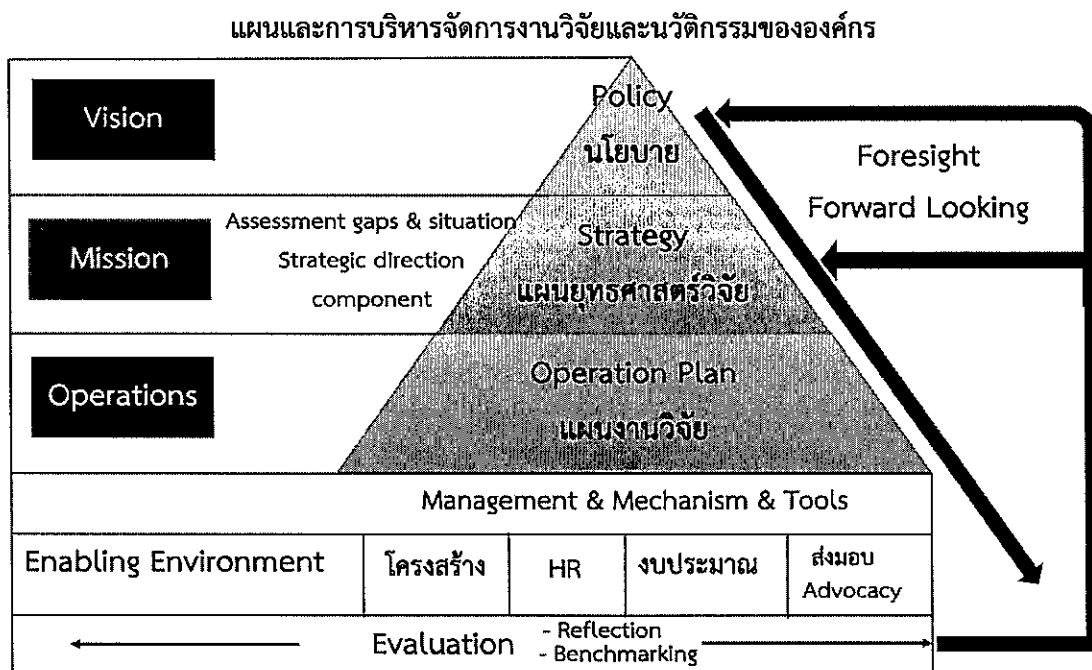 แผนและการบริหารจัดการงานวิจัยและนวัติกรรมขององค์กร
Vision
Policy
นโยบาย
Foresight
Forward Looking
Mission
Assessment gaps & situation
Strategic direction
component
Strategy
แผนยุทธศาสตร์วิจัย
Operations
Operation Plan
แผนงานวิจัย
Management & Mechanism & Tools
Enabling Environment
โครงสร้าง
HR
งบประมาณ
ส่งมอบ
Advocacy
Evaluation
- Reflection
- Benchmarking